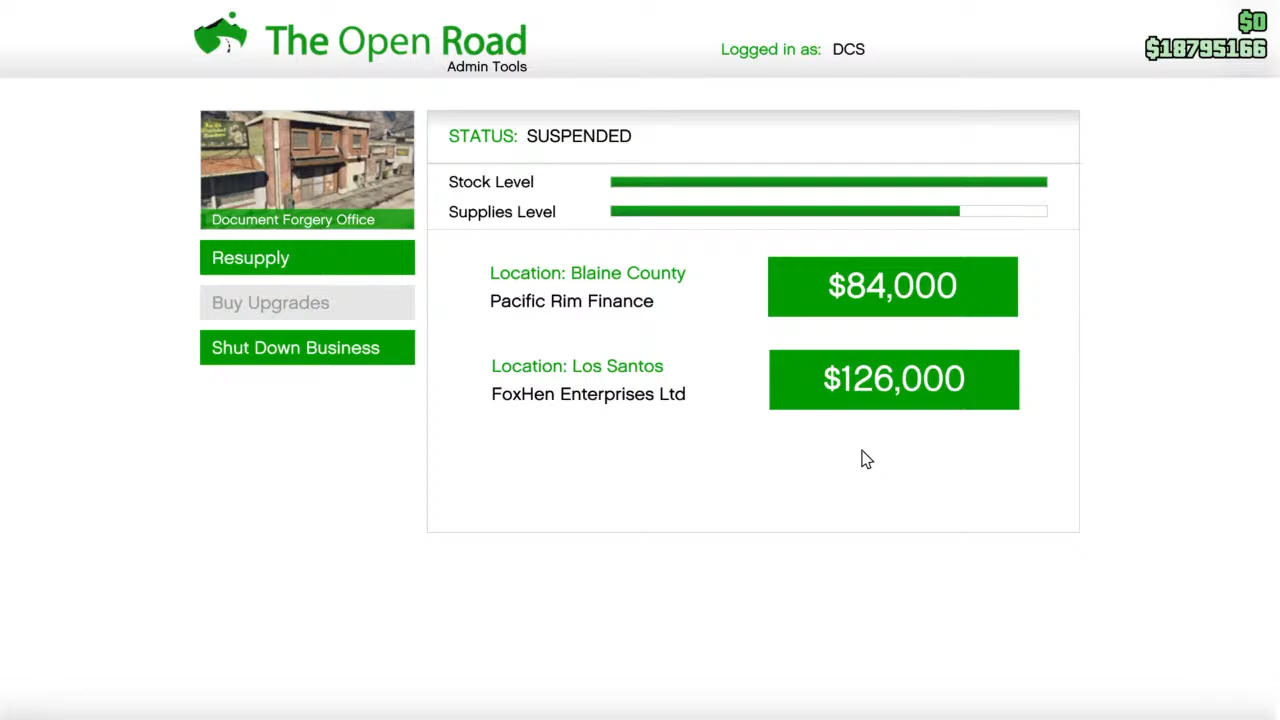 The Open Road
Admin Tools
Logged in as: DCS
$0
$18795166
Document Forgery Office
Resupply
Buy Upgrades
Shut Down Business
STATUS: SUSPENDED
Stock Level
Supplies Level
Location: Blaine County
Pacific Rim Finance
$84,000
Location: Los Santos
FoxHen Enterprises Ltd
$126,000